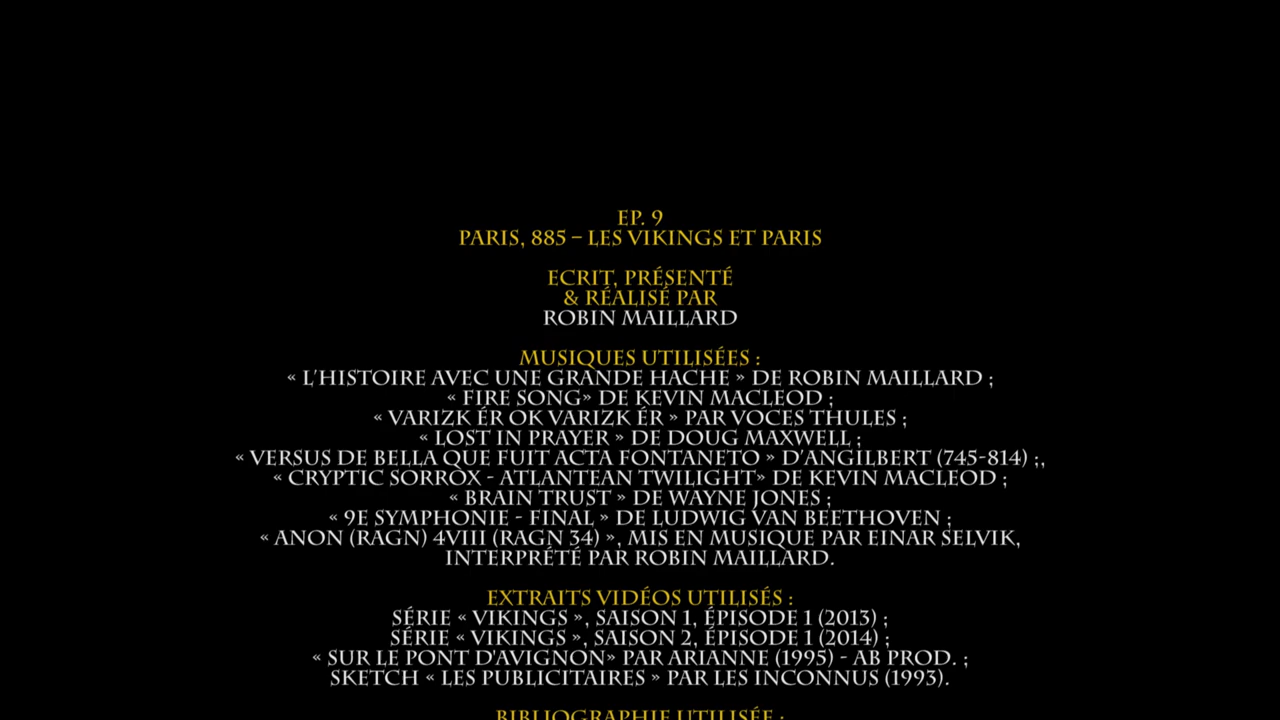 EP. 9
PARIS, 885 – LES VIKINGS ET PARIS
ECRIT, PRÉSENTÉ
& RÉALISÉ PAR
ROBIN MAILLARD
MUSIQUES UTILISÉES :
« L'HISTOIRE AVEC UNE GRANDE HACHE » DE ROBIN MAILLARD ;
« FIRE SONG» DE KEVIN MACLEOD ;
« VARIZK ÉR OK VARIZK ÉR » PAR VOCES THULES ;
« LOST IN PRAYER » DE DOUG MAXWELL ;
« VERSUS DE BELLA QUE FUIT ACTA FONTANETO » D'ANGILBERT (745-814) ;,
« CRYPTIC SORROX - ATLANTEAN TWILIGHT» DE KEVIN MACLEOD ;
« BRAIN TRUST » DE WAYNE JONES ;
« 9E SYMPHONIE - FINAL » DE LUDWIG VAN BEETHOVEN ;
« ANON (RAGN) 4VIII (RAGN 34) », MIS EN MUSIQUE PAR EINAR SELVIK,
INTERPRÉTÉ PAR ROBIN MAILLARD.
EXTRAITS VIDÉOS UTILISÉS :
SÉRIE « VIKINGS », SAISON 1, ÉPISODE 1 (2013) ;
SÉRIE « VIKINGS », SAISON 2, ÉPISODE 1 (2014) ;
« SUR LE PONT D'AVIGNON» PAR ARIANNE (1995) - AB PROD. ;
SKETCH « LES PUBLICITAIRES » PAR LES INCONNUS (1993).
BIBLIOGRAPHIE UTILISÉE :